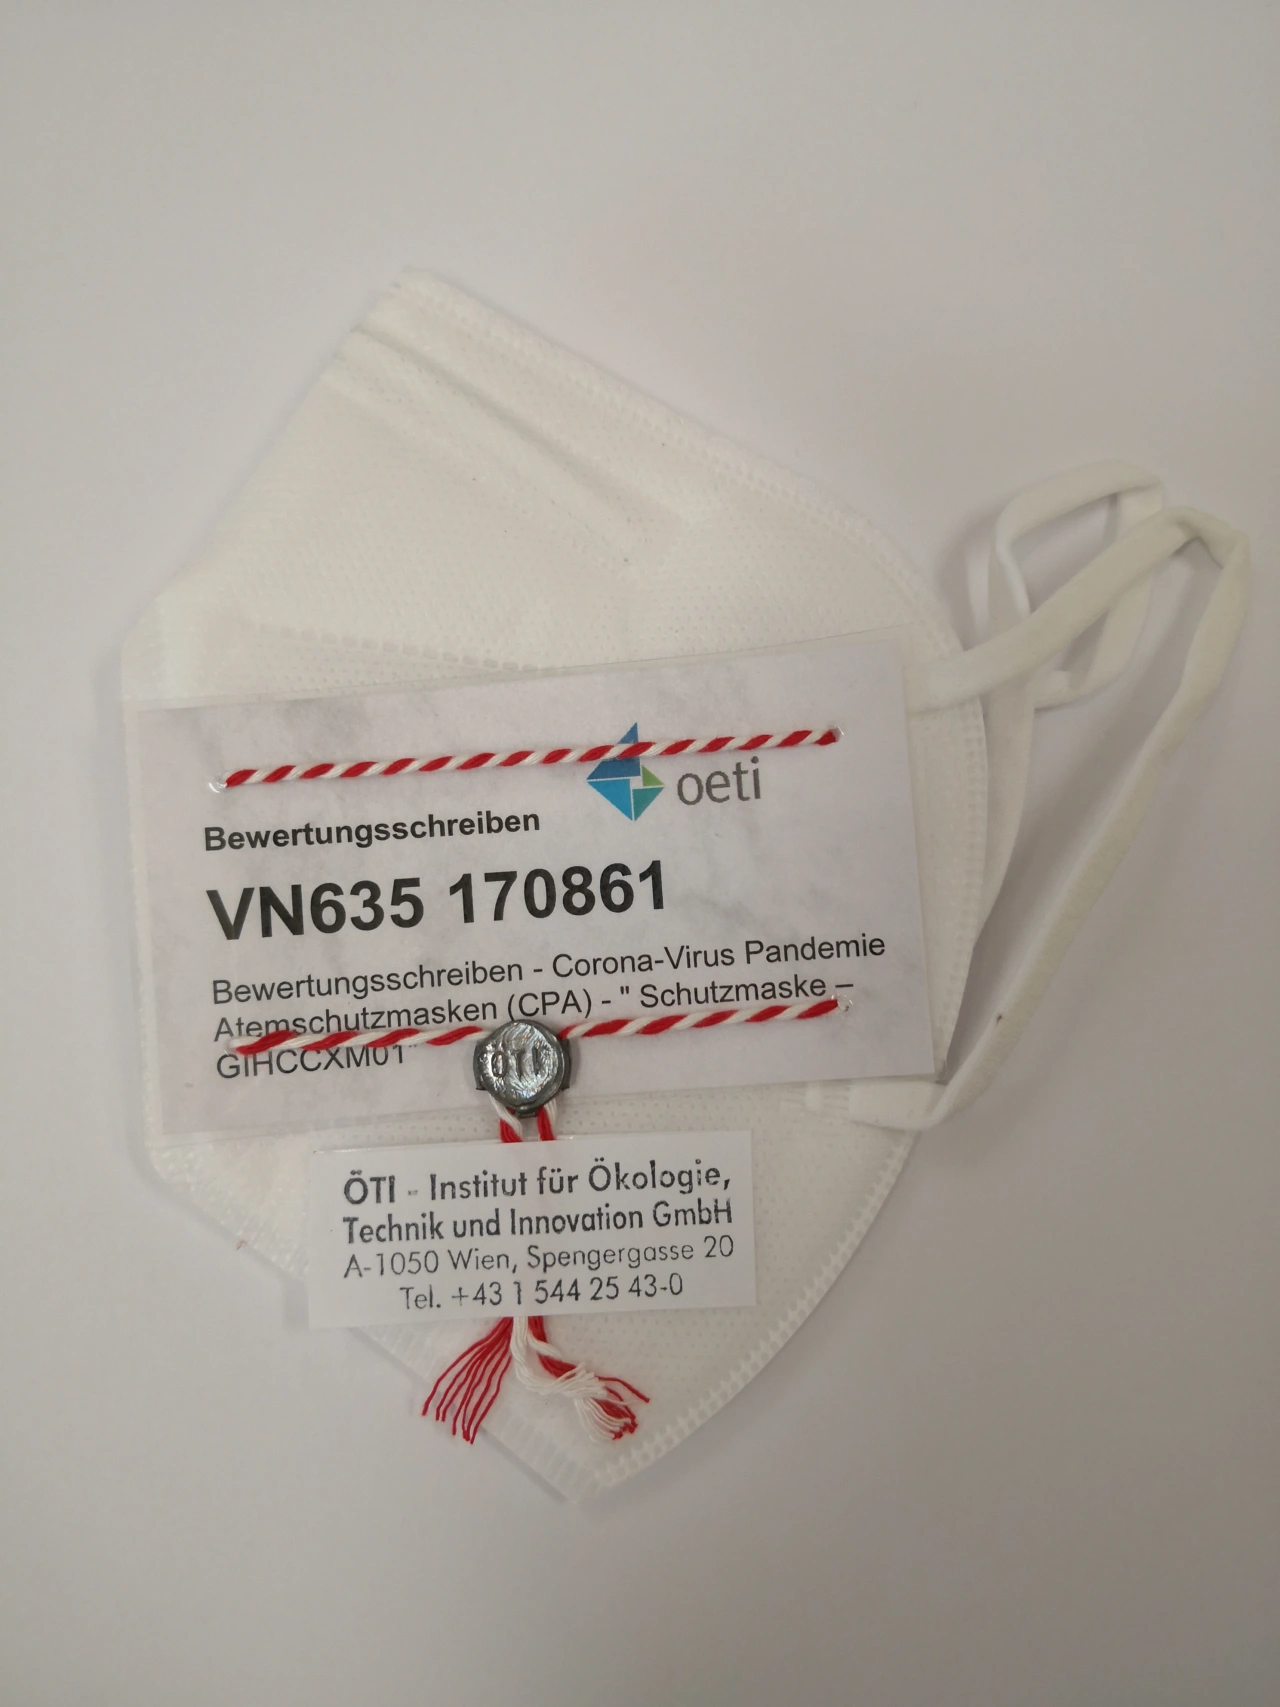 oeti
Bewertungsschreiben
VN635 170861
Bewertungsschreiben - Corona-Virus Pandemie
Atemschutzmasken (CPA) - " Schutzmaske –
GIHCCXM01"
ÖTI
ÖTI - Institut für Ökologie,
Technik und Innovation GmbH
A-1050 Wien, Spengergasse 20
Tel. +43 1 544 25 43-0